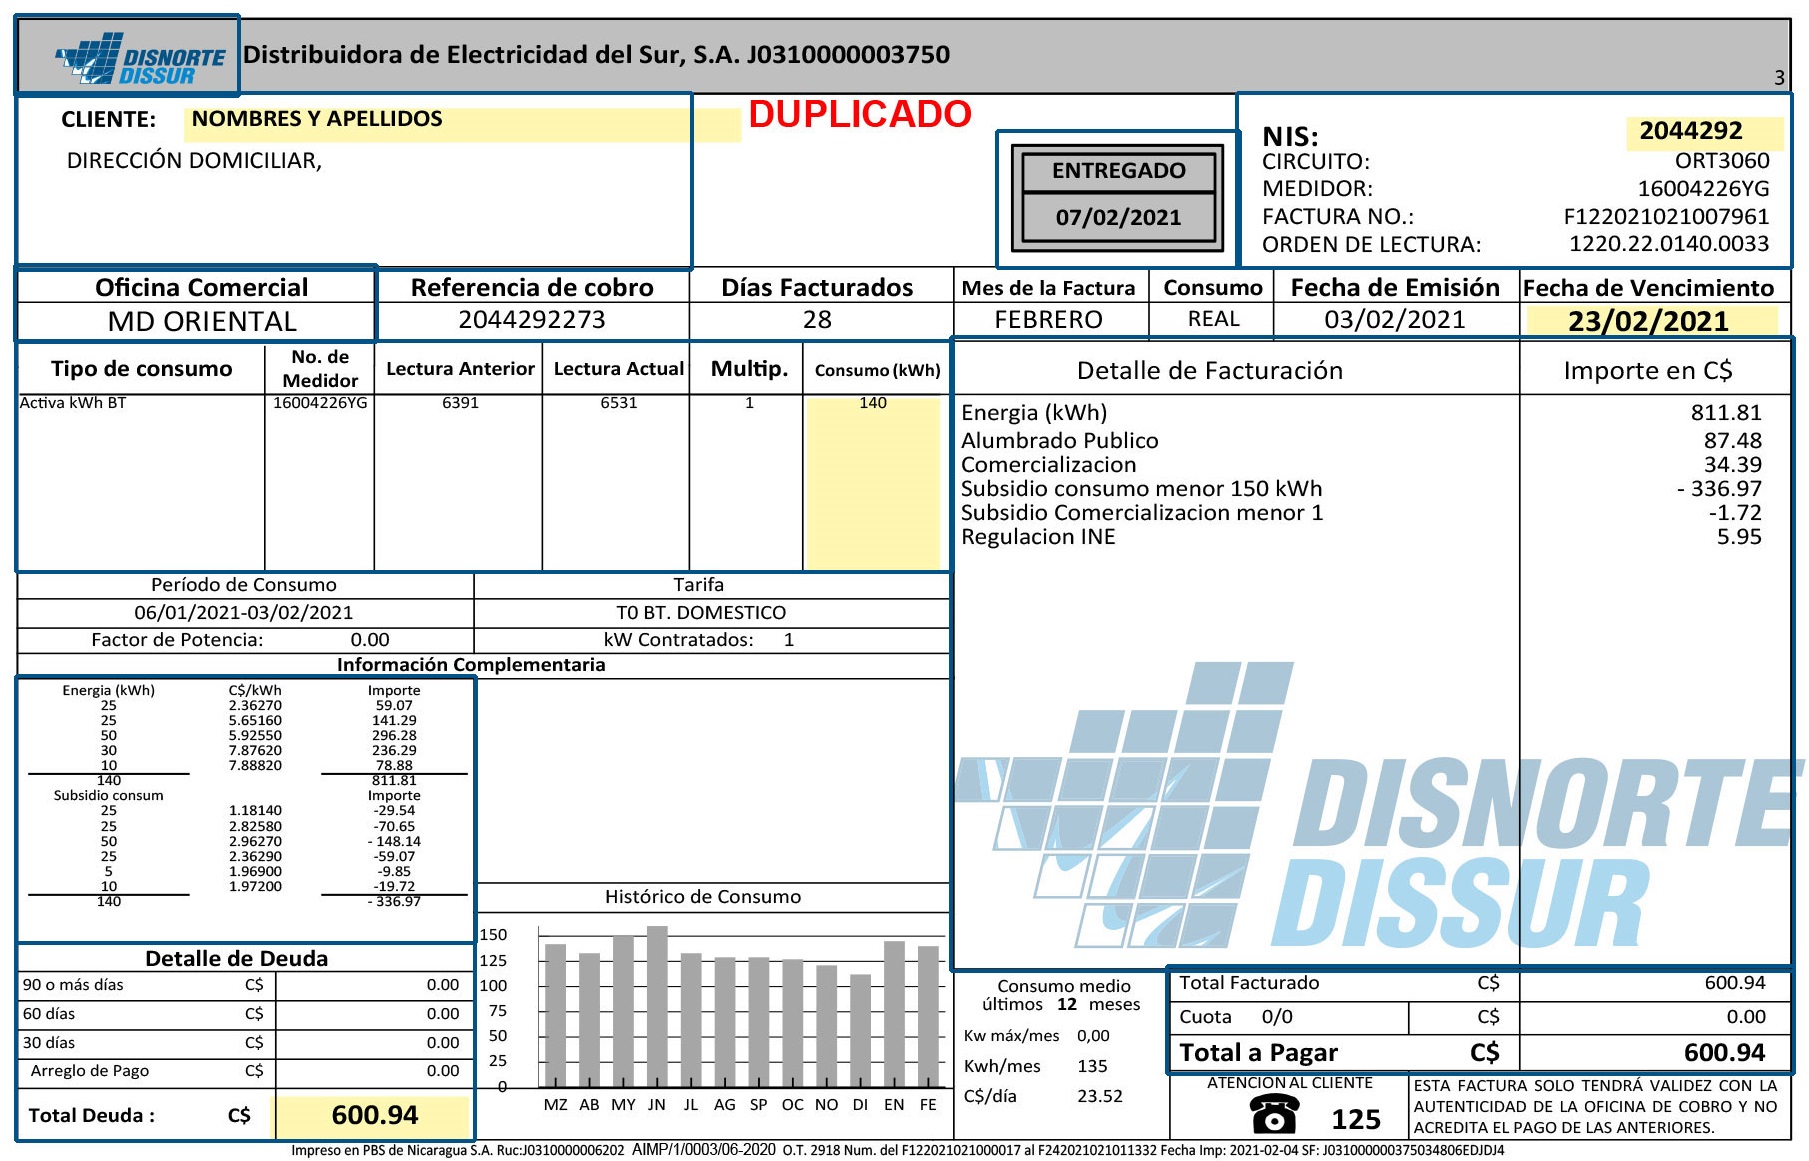 DISNORTE
DISSUR
Distribuidora de Electricidad del Sur, S.A. J0310000003750
3
CLIENTE: NOMBRES Y APELLIDOS
DIRECCIÓN DOMICILIAR,
DUPLICADO
ENTREGADO
07/02/2021
NIS: 2044292
CIRCUITO: ORT3060
MEDIDOR: 16004226YG
FACTURA NO.: F122021021007961
ORDEN DE LECTURA: 1220.22.0140.0033
Oficina Comercial Referencia de cobro Días Facturados Mes de la Factura Consumo Fecha de Emisión Fecha de Vencimiento
MD ORIENTAL 2044292273 28 FEBRERO REAL 03/02/2021 23/02/2021
Tipo de consumo No. de Medidor Lectura Anterior Lectura Actual Multip. Consumo (kWh)
Activa kWh BT 16004226YG 6391 6531 1 140
Detalle de Facturación Importe en C$
Energia (kWh) 811.81
Alumbrado Publico 87.48
Comercializacion 34.39
Subsidio consumo menor 150 kWh - 336.97
Subsidio Comercializacion menor 1 -1.72
Regulacion INE 5.95
Período de Consumo Tarifa
06/01/2021-03/02/2021 T0 BT. DOMESTICO
Factor de Potencia: 0.00 kW Contratados: 1
Información Complementaria
Energia (kWh) C$/kWh Importe
25 2.36270 59.07
25 5.65160 141.29
50 5.92550 296.28
30 7.87620 236.29
10 7.88820 78.88
140 811.81
Subsidio consum Importe
25 1.18140 -29.54
25 2.82580 -70.65
50 2.96270 - 148.14
25 2.36290 -59.07
5 1.96900 -9.85
10 1.97200 -19.72
140 - 336.97
Detalle de Deuda
90 o más días C$ 0.00
60 días C$ 0.00
30 días C$ 0.00
Arreglo de Pago C$ 0.00
Total Deuda : C$ 600.94
Histórico de Consumo
150
125
100
75
50
25
0
MZ AB MY JN JL AG SP OC NO DI EN FE
DISNORTE
DISSUR
Consumo medio
últimos 12 meses
Kw máx/mes 0,00
Kwh/mes 135
C$/día 23.52
Total Facturado C$ 600.94
Cuota 0/0 C$ 0.00
Total a Pagar C$ 600.94
ATENCION AL CLIENTE
125
ESTA FACTURA SOLO TENDRÁ VALIDEZ CON LA
AUTENTICIDAD DE LA OFICINA DE COBRO Y NO
ACREDITA EL PAGO DE LAS ANTERIORES.
Impreso en PBS de Nicaragua S.A. Ruc:J0310000006202 AIMP/1/0003/06-2020 O.T. 2918 Num. del F122021021000017 al F242021021011332 Fecha Imp: 2021-02-04 SF: J031000000375034806EDJDJ4